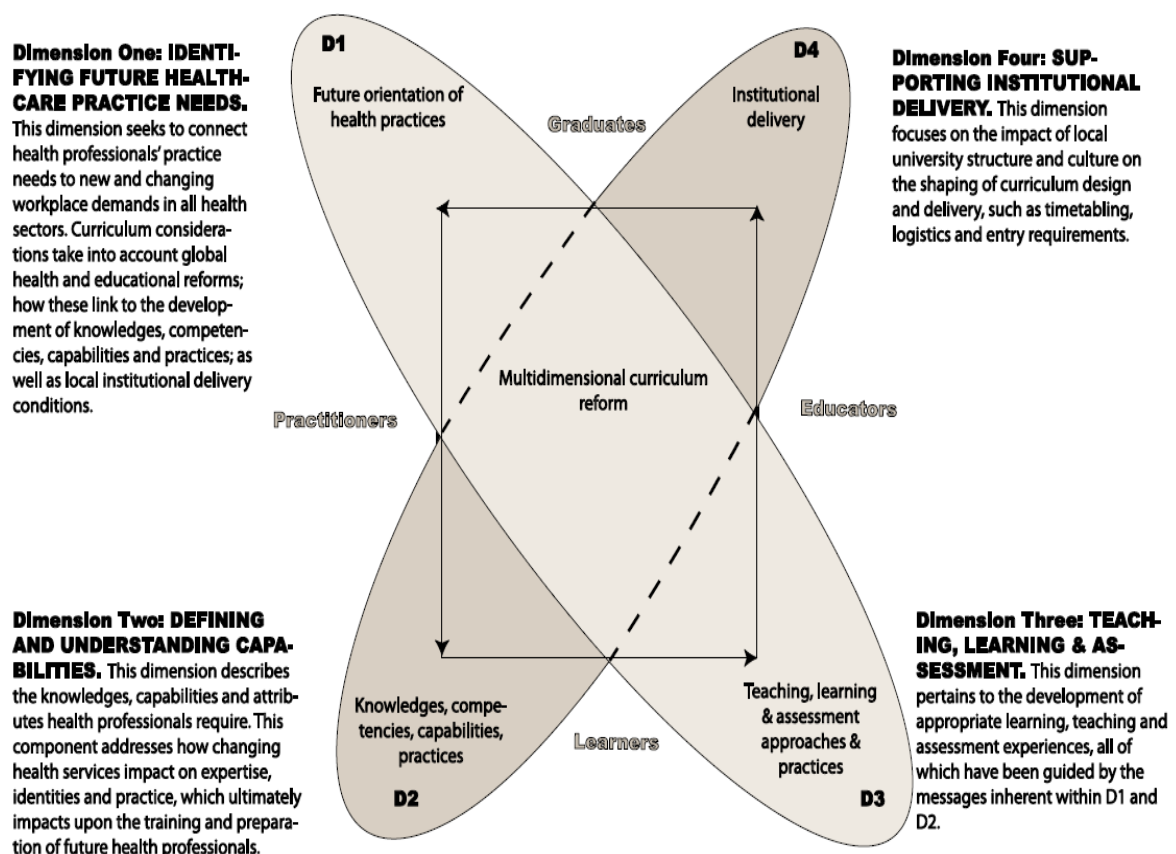 Dimension One: IDENTI-
FYING FUTURE HEALTH-
CARE PRACTICE NEEDS.
This dimension seeks to connect
health professionals’ practice
needs to new and changing
workplace demands in all health
sectors. Curriculum considera-
tions take into account global
health and educational reforms;
how these link to the develop-
ment of knowledges, competen-
cies, capabilities and practices; as
well as local institutional delivery
conditions.
D1
Future orientation of
health practices
Graduates
D4
Institutional
delivery
Dimension Four: SUP-
PORTING INSTITUTIONAL
DELIVERY. This dimension
focuses on the impact of local
university structure and culture on
the shaping of curriculum design
and delivery, such as timetabling,
logistics and entry requirements.
Multidimensional curriculum
reform
Practitioners
Educators
Dimension Two: DEFINING
AND UNDERSTANDING CAPA-
BILITIES. This dimension describes
the knowledges, capabilities and attrib-
utes health professionals require. This
component addresses how changing
health services impact on expertise,
identities and practice, which ultimately
impacts upon the training and prepara-
tion of future health professionals.
Knowledges, compe-
tencies, capabilities,
practices
D2
Learners
Teaching, learning
& assessment
approaches &
practices
D3
Dimension Three: TEACH-
ING, LEARNING & AS-
SESSMENT. This dimension
pertains to the development of
appropriate learning, teaching and
assessment experiences, all of
which have been guided by the
messages inherent within D1 and
D2.